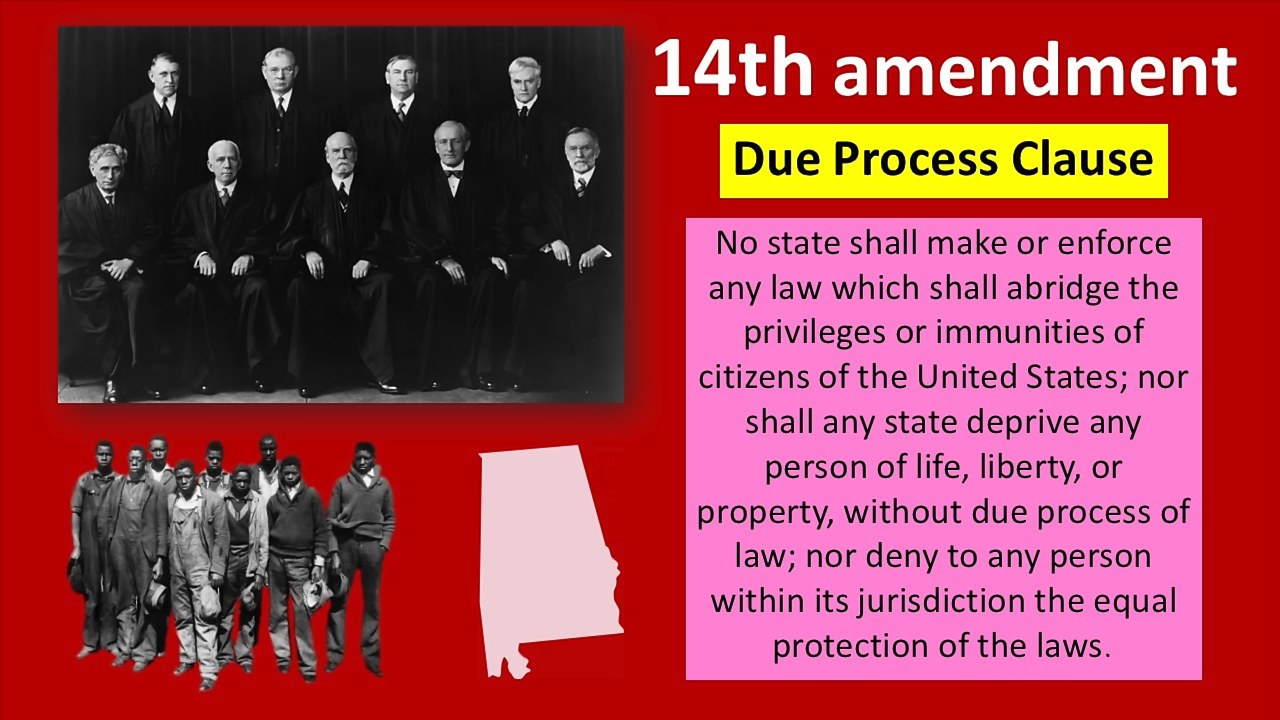 14th amendment
Due Process Clause
No state shall make or enforce
any law which shall abridge the
privileges or immunities of
citizens of the United States; nor
shall any state deprive any
person of life, liberty, or
property, without due process of
law; nor deny to any person
within its jurisdiction the equal
protection of the laws.